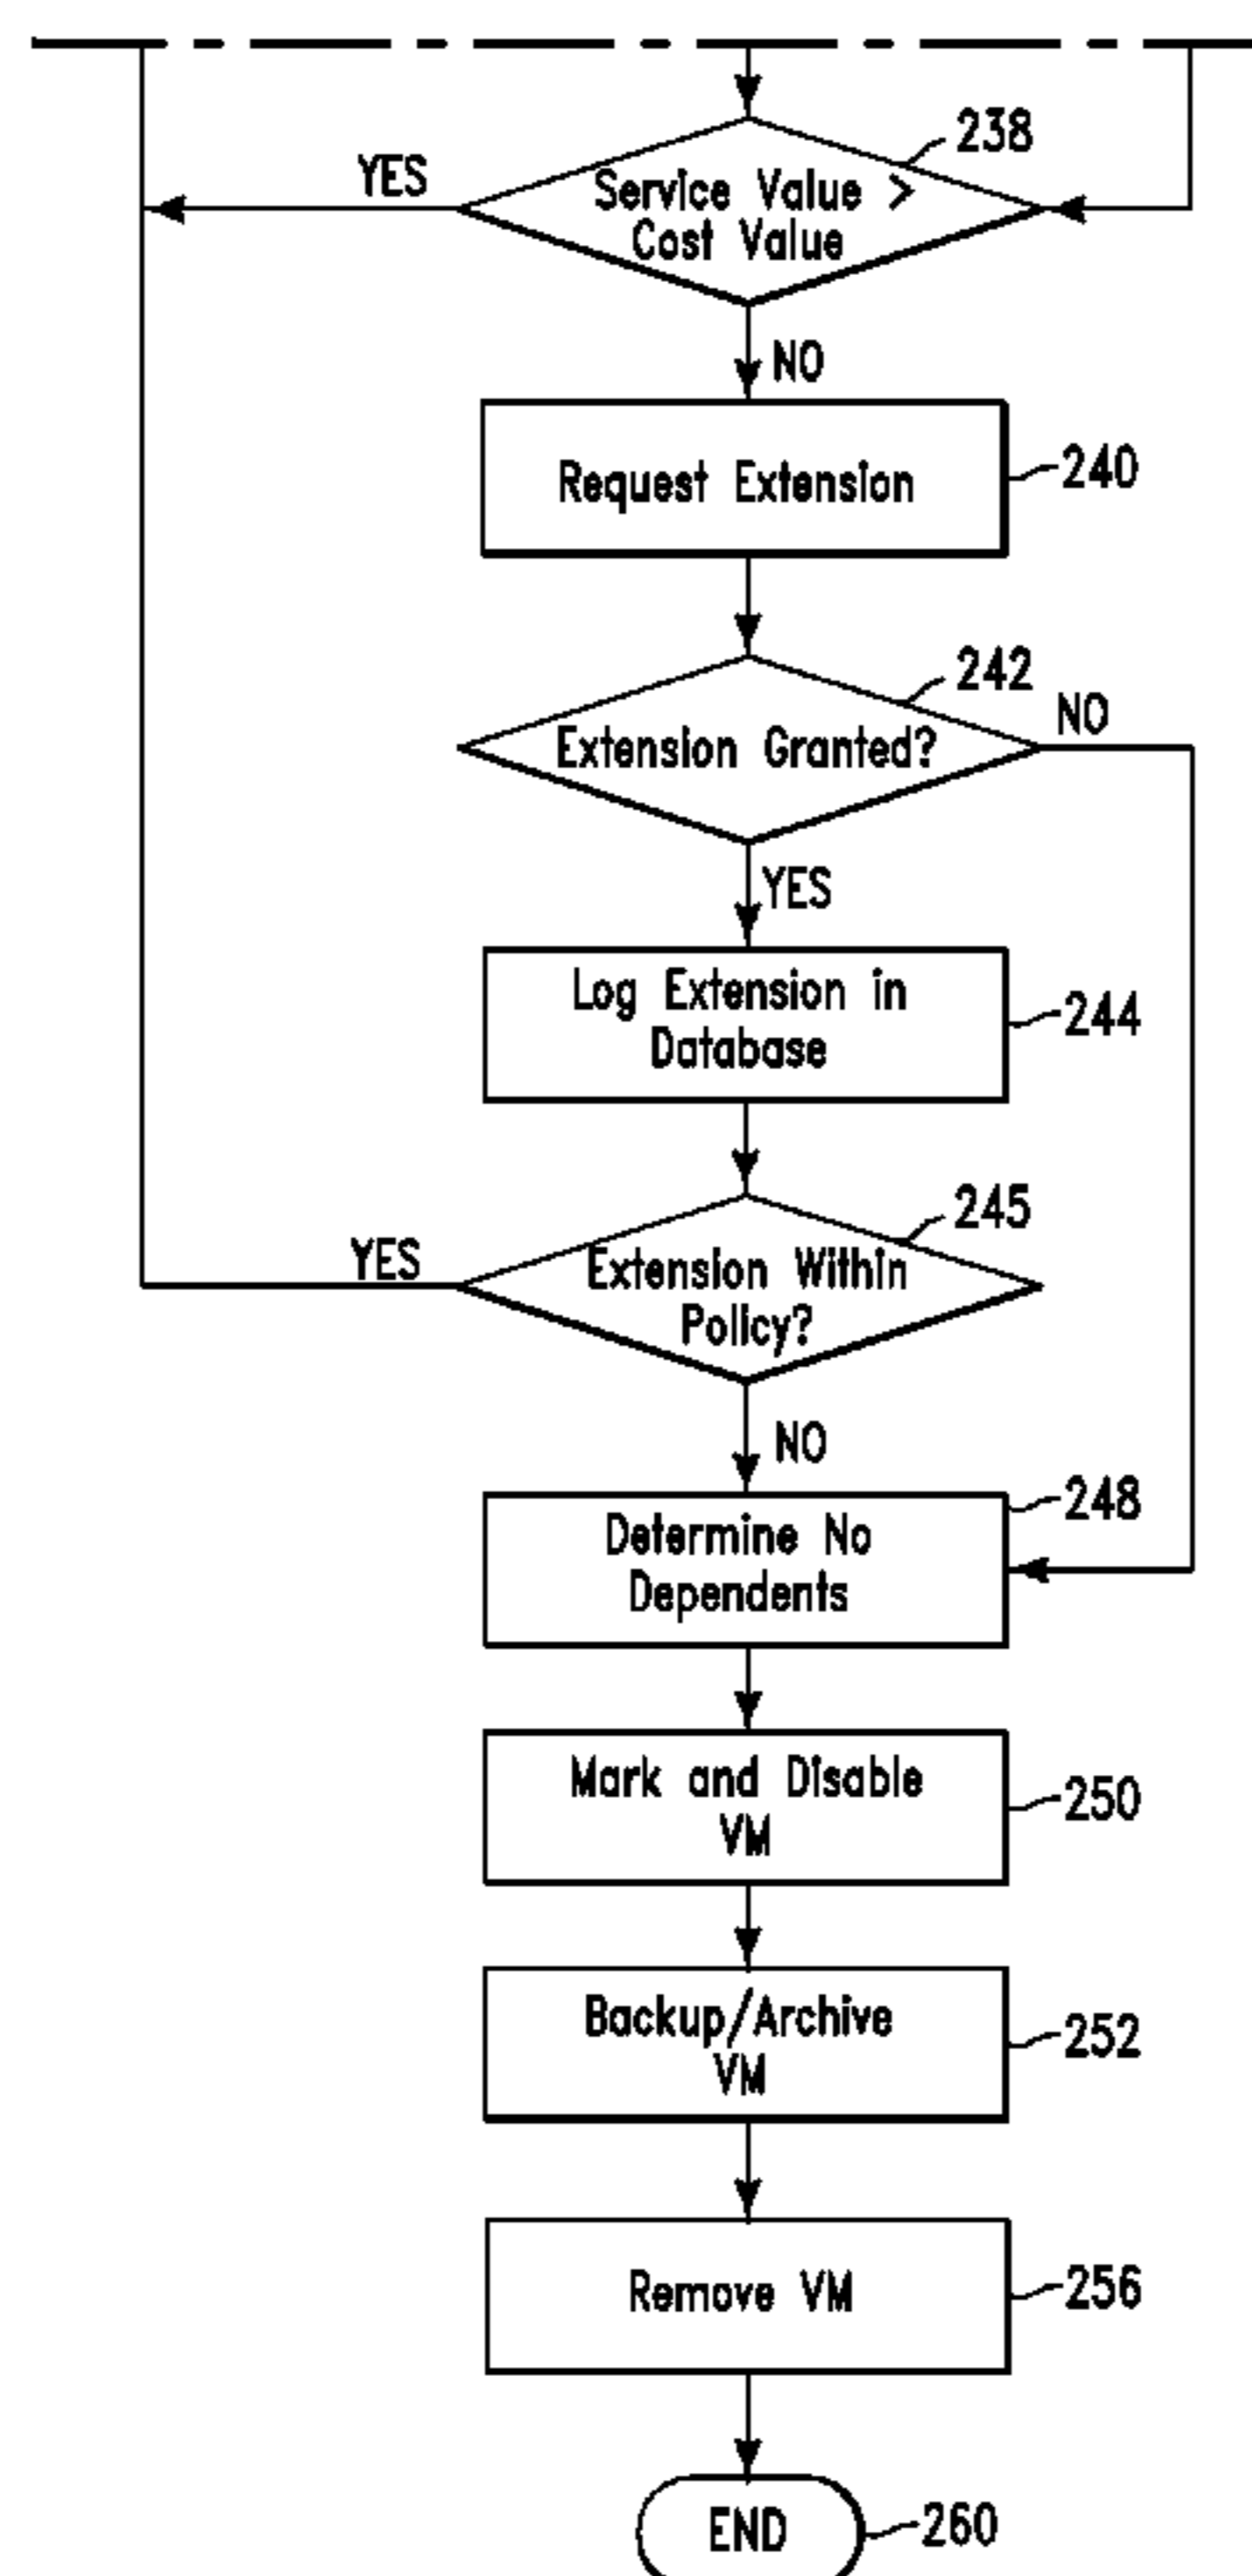 238
YES
Service Value >
Cost Value
NO
Request Extension
240
242
NO
Extension Granted?
YES
Log Extension in
Database
244
245
YES
Extension Within
Policy?
NO
248
Determine No
Dependents
Mark and Disable
VM
250
Backup/Archive
VM
252
Remove VM
256
END
260